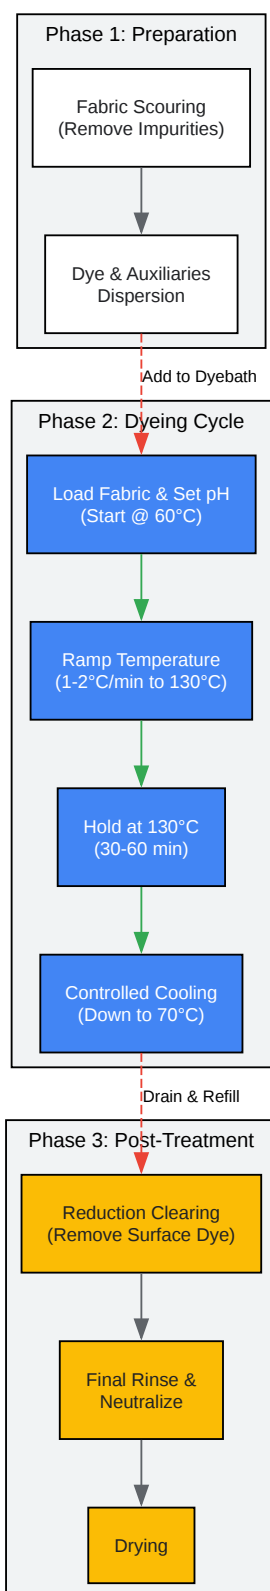 Phase 1: Preparation
Fabric Scouring
(Remove Impurities)
Dye & Auxiliaries
Dispersion
Add to Dyebath
Phase 2: Dyeing Cycle
Load Fabric & Set pH
(Start @ 60°C)
Ramp Temperature
(1-2°C/min to 130°C)
Hold at 130°C
(30-60 min)
Controlled Cooling
(Down to 70°C)
Drain & Refill
Phase 3: Post-Treatment
Reduction Clearing
(Remove Surface Dye)
Final Rinse &
Neutralize
Drying